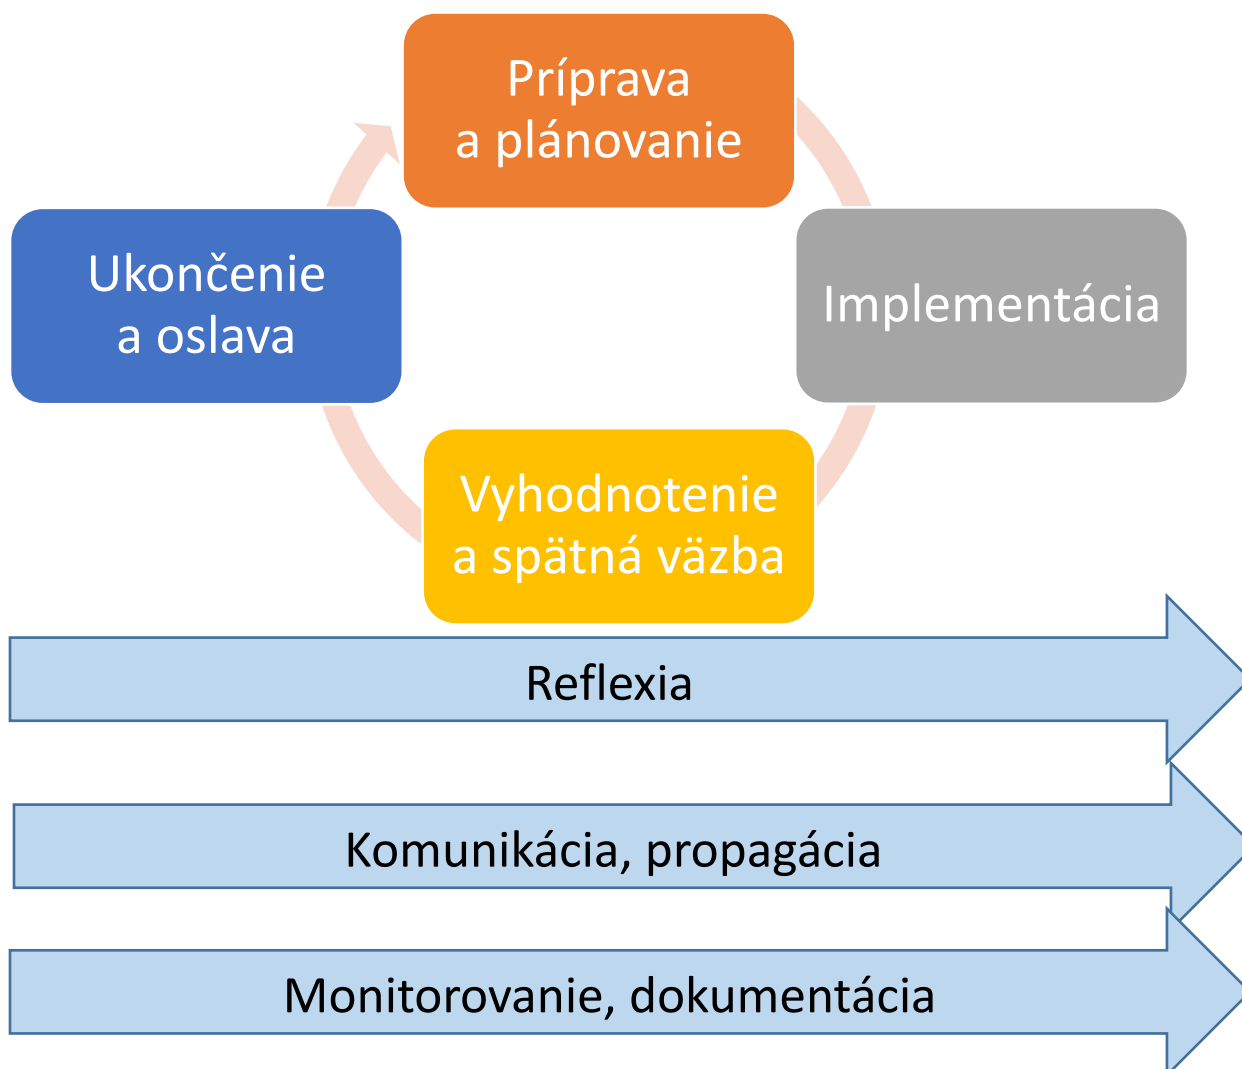 Príprava
a plánovanie
Ukončenie
a oslava
Implementácia
Vyhodnotenie
a spätná väzba
Reflexia
Komunikácia, propagácia
Monitorovanie, dokumentácia